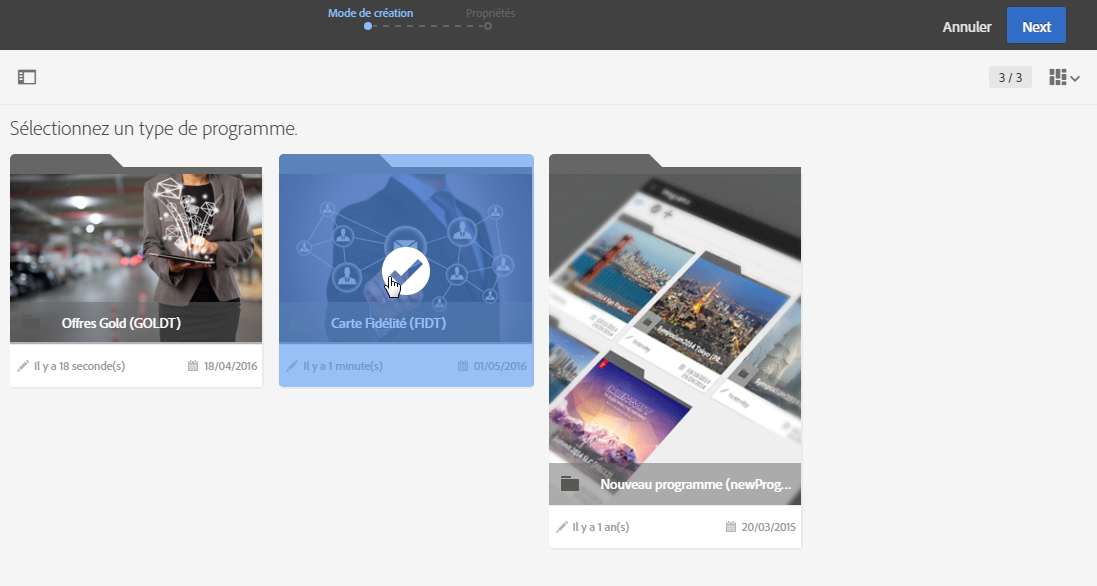 Mode de création
Propriétés
Annuler
Next
3 / 3
Sélectionnez un type de programme.
Offres Gold (GOLDT)
Il y a 18 seconde(s)
18/04/2016
Carte Fidélité (FIDT)
Il y a 1 minute(s)
01/05/2016
Nouveau programme (newProg...
Il y a 1 an(s)
20/03/2015